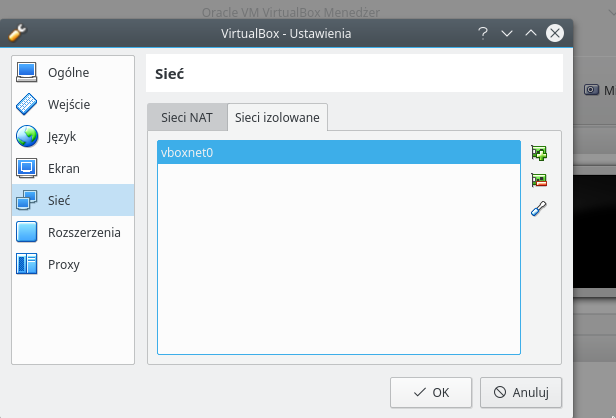 Oracle VM VirtualBox Menedżer
VirtualBox - Ustawienia
Ogólne
Wejście
Język
Ekran
Sieć
Rozszerzenia
Proxy
Sieć
Sieci NAT
Sieci izolowane
vboxnet0
OK
Anuluj